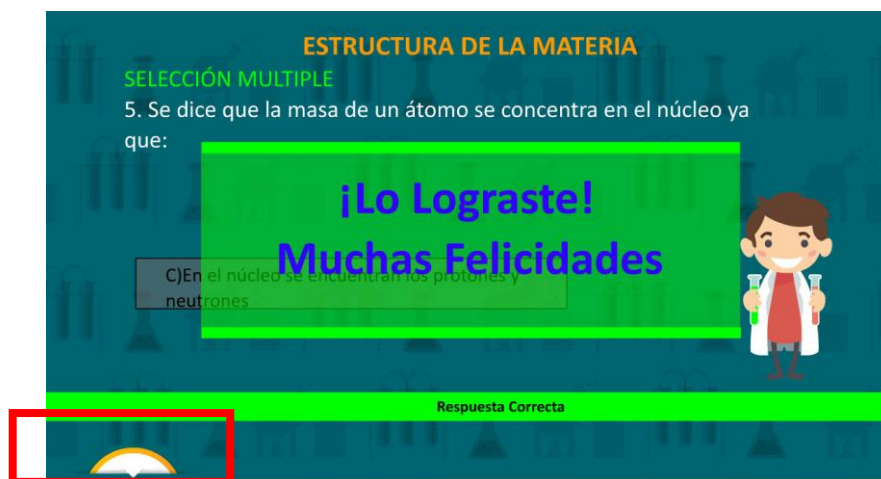 ESTRUCTURA DE LA MATERIA
SELECCIÓN MULTIPLE
5. Se dice que la masa de un átomo se concentra en el núcleo ya
que:
¡Lo Lograste!
Muchas Felicidades
C)En el núcleo se encuentran los protones y
neutrones
Respuesta Correcta